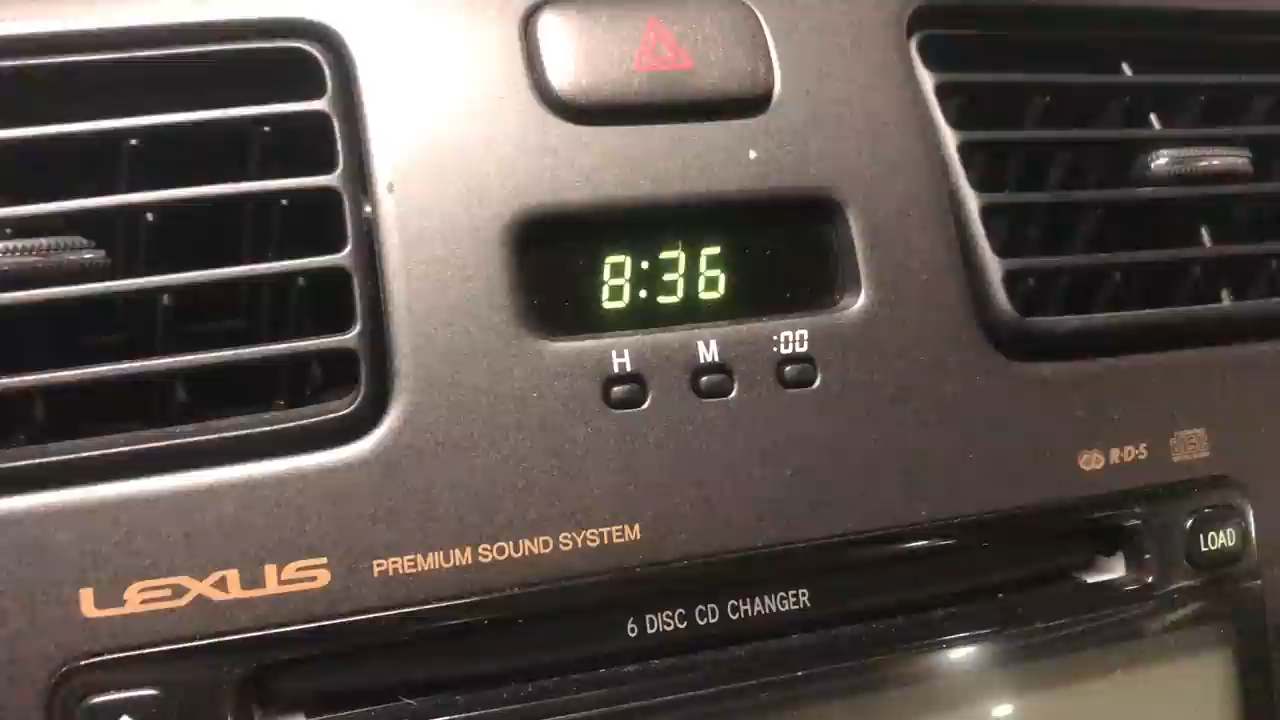 8:36
H M :00
R·D·S
LEXUS PREMIUM SOUND SYSTEM
LOAD
6 DISC CD CHANGER